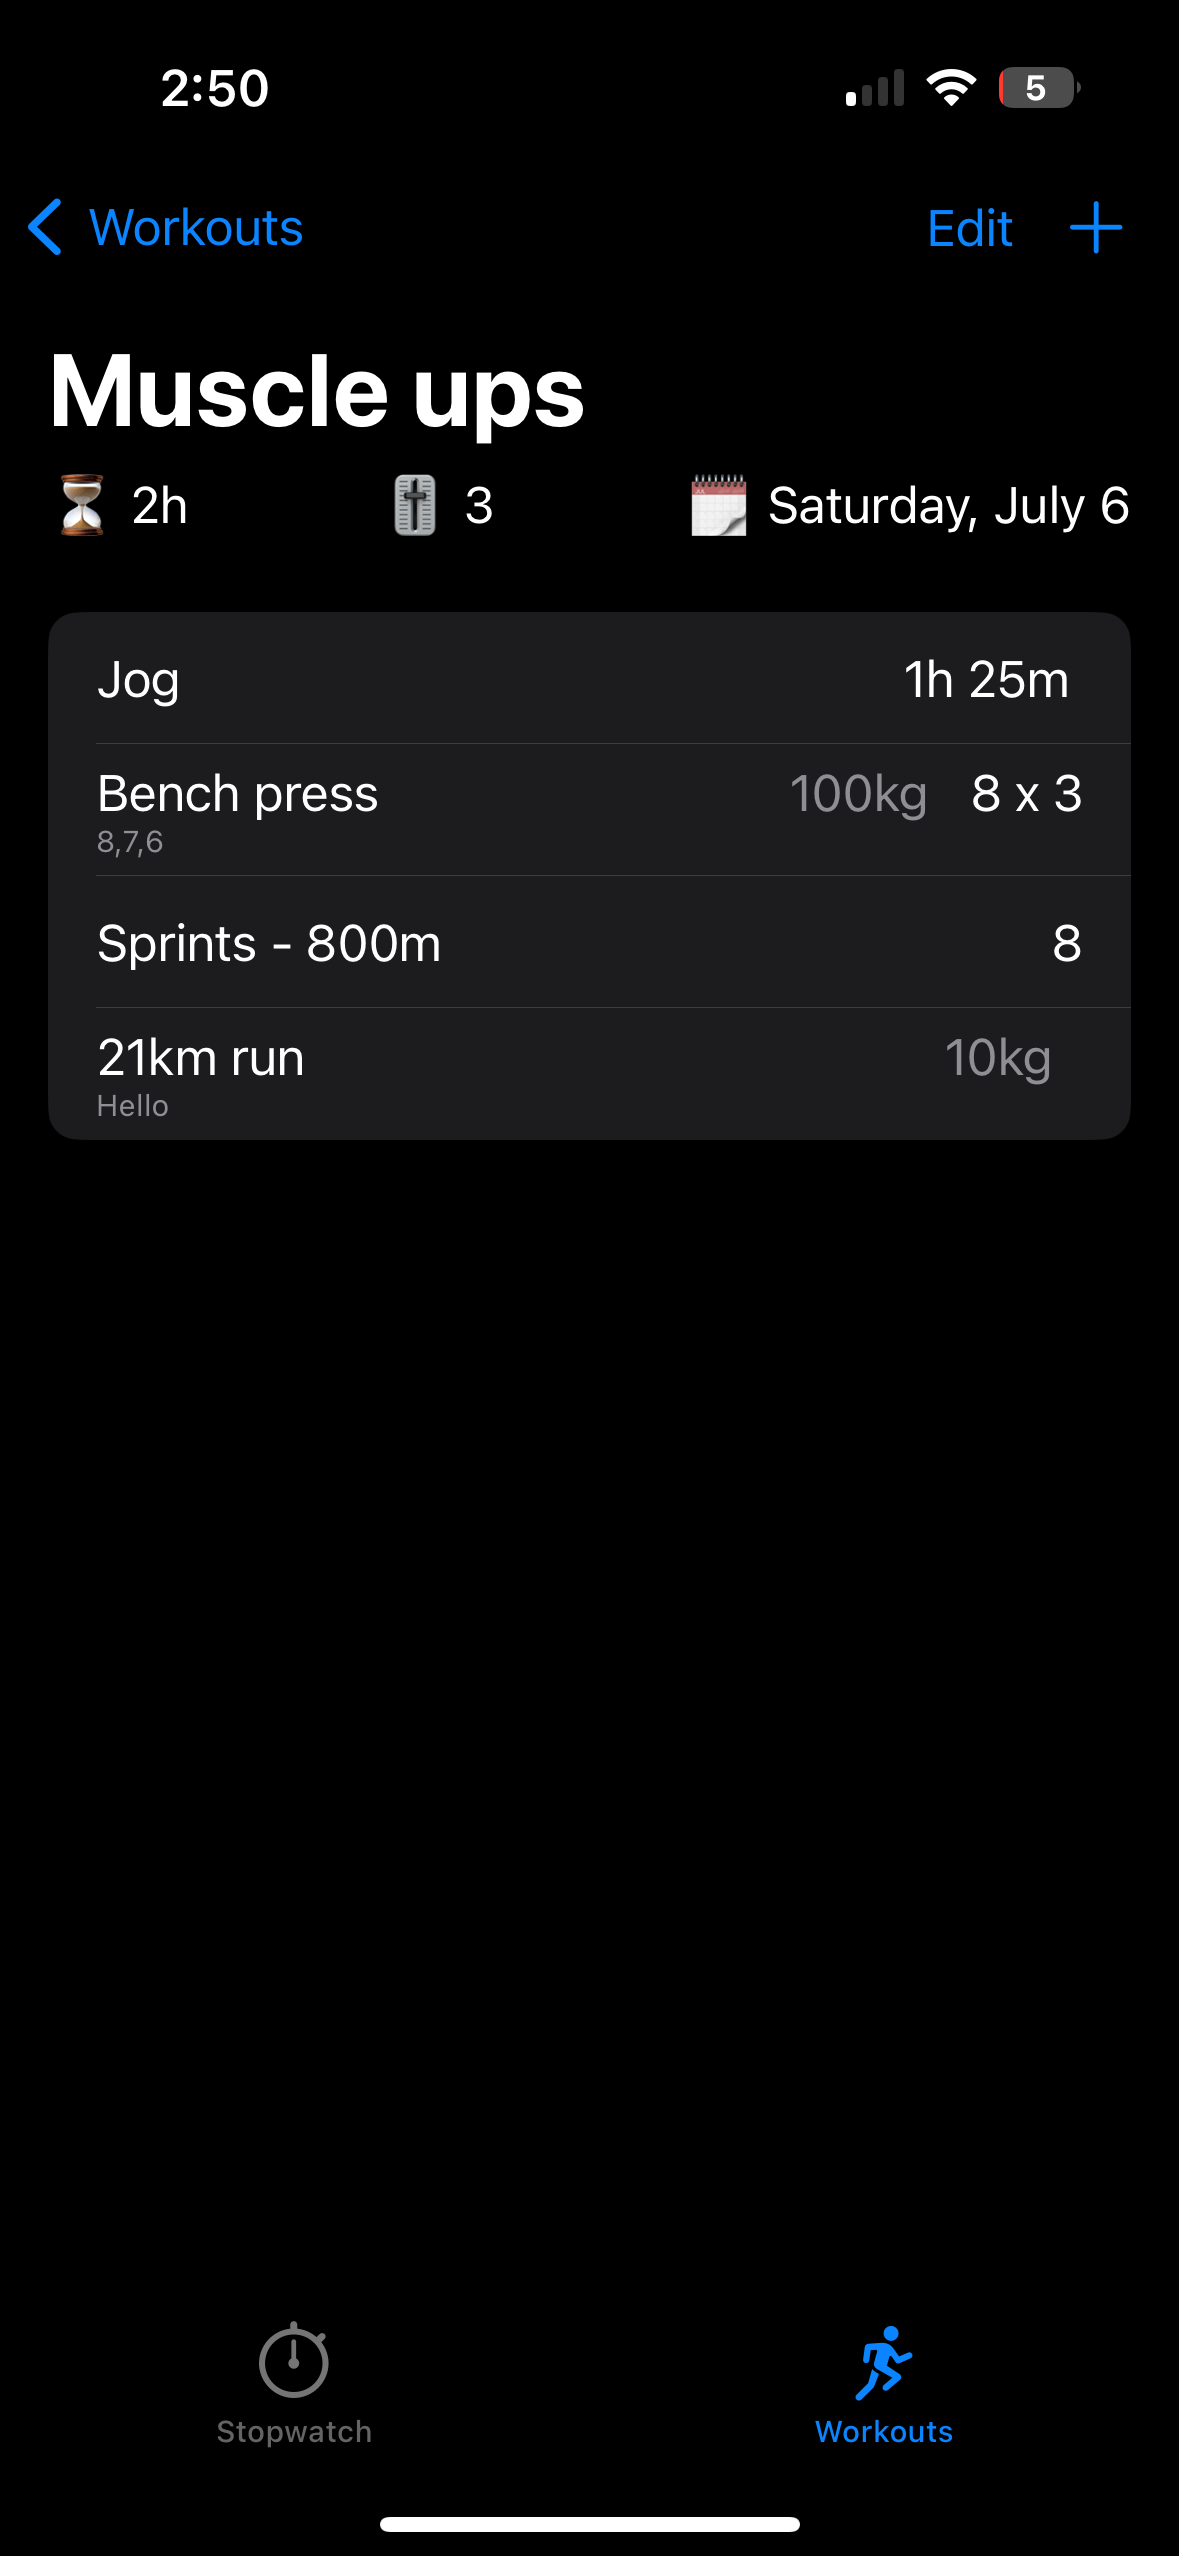 2:50
5
Workouts
Edit
Muscle ups
2h
3
Saturday, July 6
Jog
1h 25m
Bench press
100kg
8 x 3
8,7,6
Sprints - 800m
8
21km run
10kg
Hello
Stopwatch
Workouts